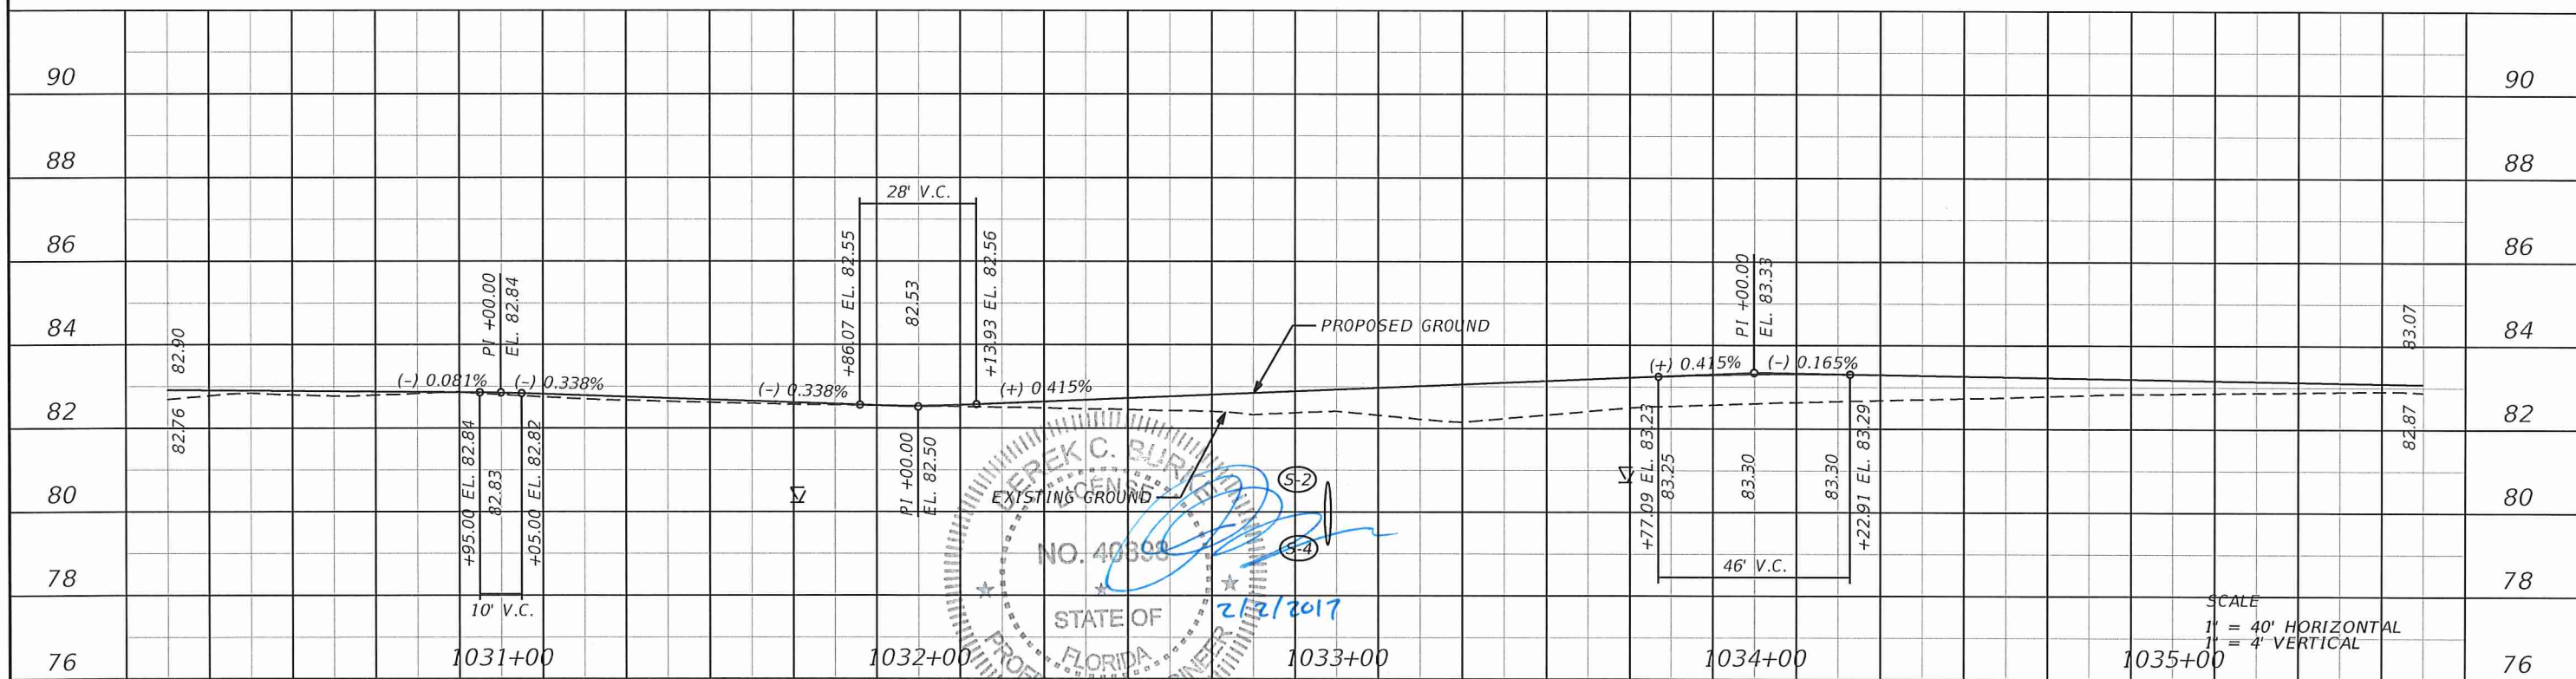 90
90
88
88
28' V.C.
86
86
+86.07 EL. 82.55
82.53
+13.93 EL. 82.56
PI +00.00
EL. 82.84
PI +00.00
EL. 83.33
84
84
82.90
PROPOSED GROUND
83.07
(-) 0.081%
(-) 0.338%
(-) 0.338%
(+) 0.415%
(+) 0.415%
(-) 0.165%
82
82
82.76
+95.00 EL. 82.84
82.83
+05.00 EL. 82.82
PI +00.00
EL. 82.50
+77.09 EL. 83.23
83.25
83.30
83.30
+22.91 EL. 83.29
82.87
80
80
EXISTING GROUND
S-2
S-4
DEREK C. BURKE
LICENSE
NO.
STATE OF
FLORIDA
2/2/2017
78
78
46' V.C.
10' V.C.
SCALE
1" = 40' HORIZONTAL
1" = 4' VERTICAL
76
76
1031+00
1032+00
1033+00
1034+00
1035+00